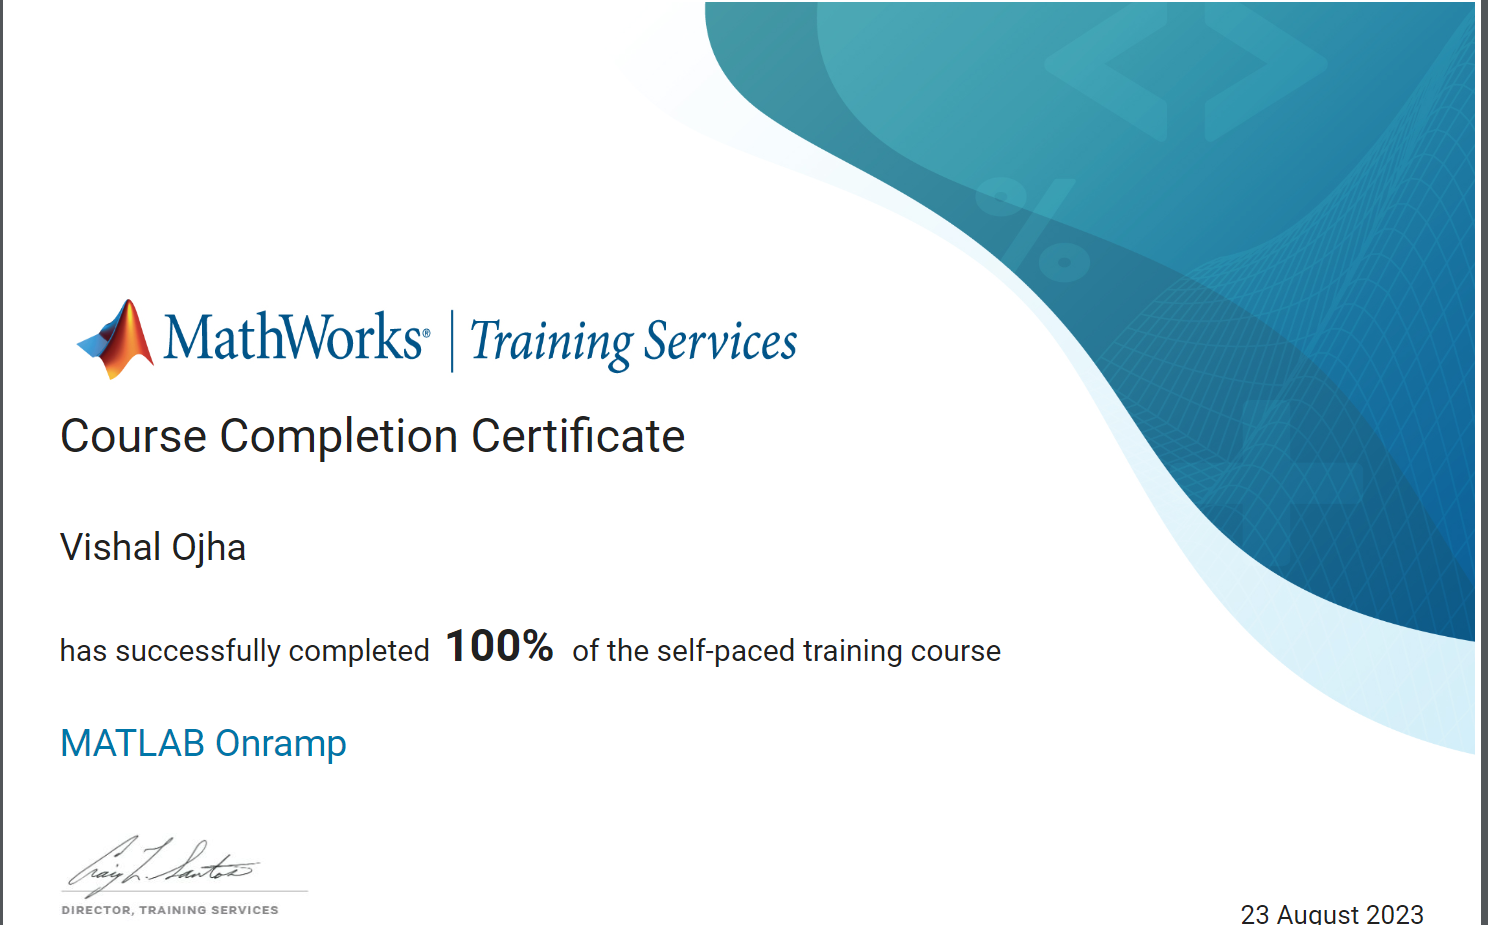 MathWorks® | Training Services
Course Completion Certificate
Vishal Ojha
has successfully completed 100% of the self-paced training course
MATLAB Onramp
Craig L. Santos
DIRECTOR, TRAINING SERVICES
23 August 2023